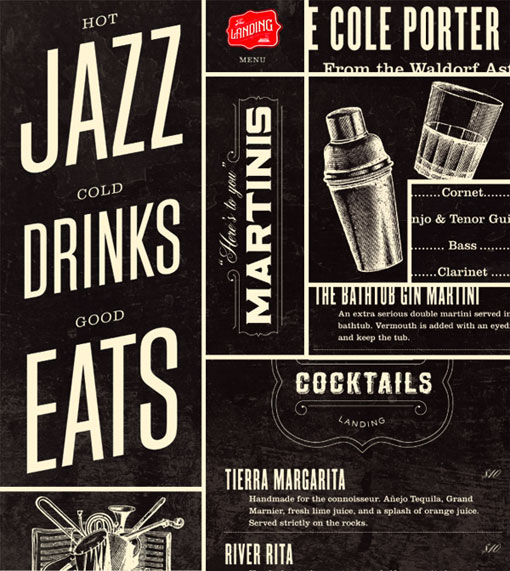 HOT
JAZZ
COLD
DRINKS
GOOD
EATS
The
LANDING
MENU
E COLE PORTER
From the Waldorf Ast
"Here's to you"
MARTINIS
Cornet
njo & Tenor Gui
Bass
Clarinet
THE BATHTUB GIN MARTINI
An extra serious double martini served in
bathtub. Vermouth is added with an eyed
and keep the tub.
COCKTAILS
LANDING
TIERRA MARGARITA $10
Handmade for the connoisseur. Añejo Tequila, Grand
Marnier, fresh lime juice, and a splash of orange juice.
Served strictly on the rocks.
RIVER RITA $10